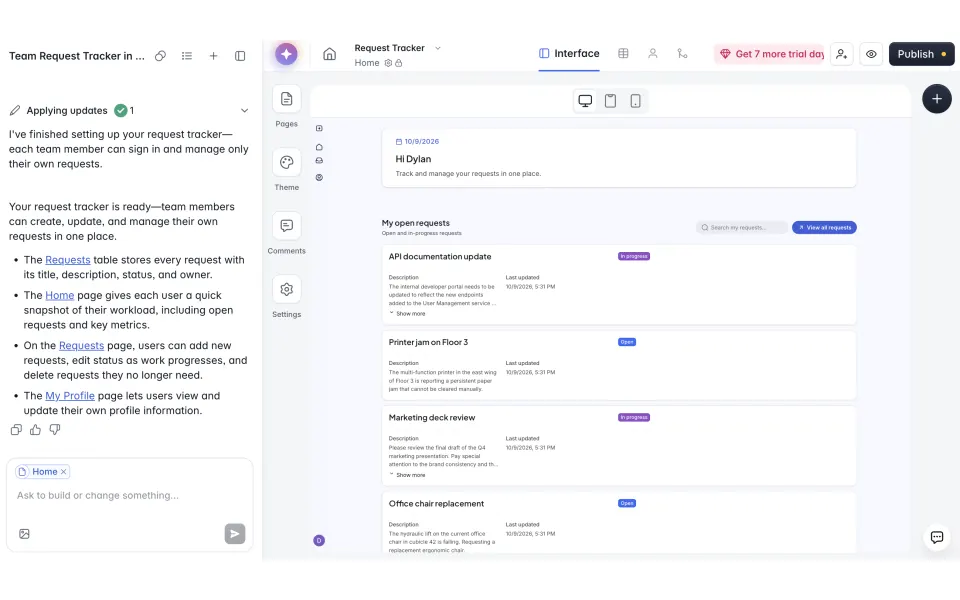 Team Request Tracker in ...
Applying updates 1
I've finished setting up your request tracker—
each team member can sign in and manage only
their own requests.
Your request tracker is ready—team members
can create, update, and manage their own
requests in one place.
• The Requests table stores every request with
its title, description, status, and owner.
• The Home page gives each user a quick
snapshot of their workload, including open
requests and key metrics.
• On the Requests page, users can add new
requests, edit status as work progresses, and
delete requests they no longer need.
• The My Profile page lets users view and
update their own profile information.
Home
Ask to build or change something...
Request Tracker
Home
Interface
Get 7 more trial day
Publish
Pages
Theme
Comments
Settings
D
10/9/2026
Hi Dylan
Track and manage your requests in one place.
My open requests
Open and in-progress requests
Search my requests...
View all requests
API documentation update
In progress
Description
Last updated
The internal developer portal needs to be
updated to reflect the new endpoints
added to the User Management service ...
10/9/2026, 5:31 PM
Show more
Printer jam on Floor 3
Open
Description
Last updated
The multi-function printer in the east wing
of Floor 3 is reporting a persistent paper
jam that cannot be cleared manually.
10/9/2026, 5:31 PM
Marketing deck review
In progress
Description
Last updated
Please review the final draft of the Q4
marketing presentation. Pay special
attention to the brand consistency and th...
10/9/2026, 5:31 PM
Show more
Office chair replacement
Open
Description
Last updated
The hydraulic lift on the current office
chair in cubicle 42 is failing. Requesting a
replacement ergonomic chair.
10/9/2026, 5:31 PM